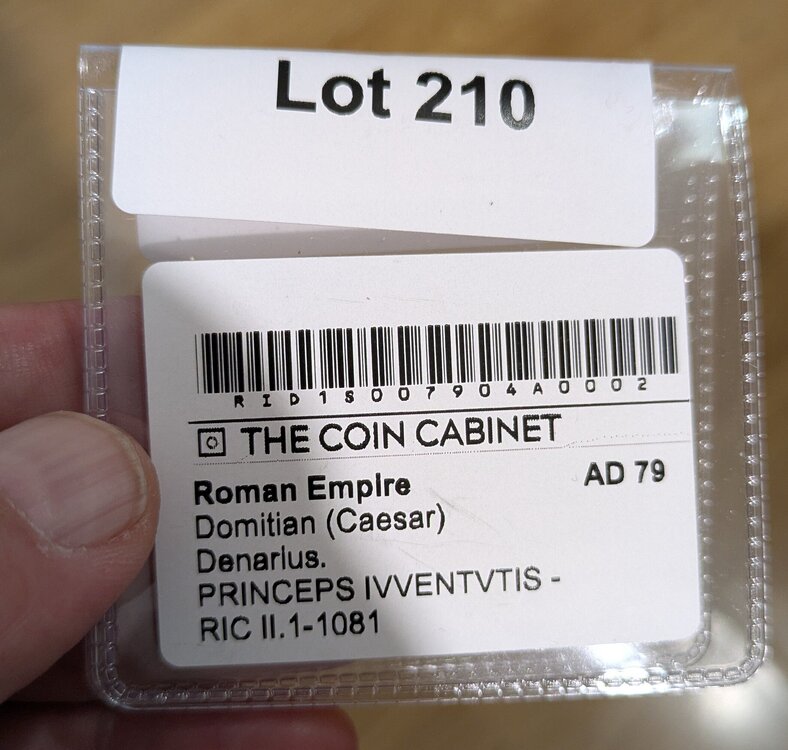 Lot 210
RID1S007904A0002
THE COIN CABINET
Roman Empire
AD 79
Domitian (Caesar)
Denarius.
PRINCEPS IVVENTVTIS -
RIC II.1-1081